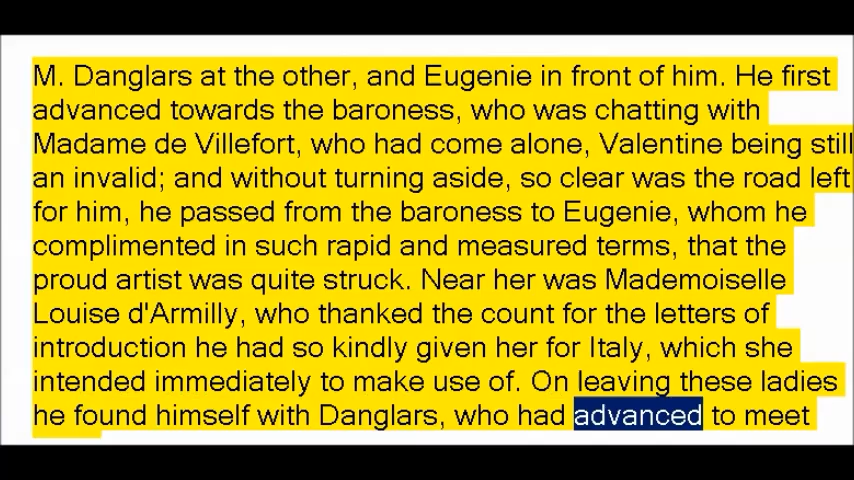 M. Danglars at the other, and Eugenie in front of him. He first
advanced towards the baroness, who was chatting with
Madame de Villefort, who had come alone, Valentine being still
an invalid; and without turning aside, so clear was the road left
for him, he passed from the baroness to Eugenie, whom he
complimented in such rapid and measured terms, that the
proud artist was quite struck. Near her was Mademoiselle
Louise d'Armilly, who thanked the count for the letters of
introduction he had so kindly given her for Italy, which she
intended immediately to make use of. On leaving these ladies
he found himself with Danglars, who had advanced to meet